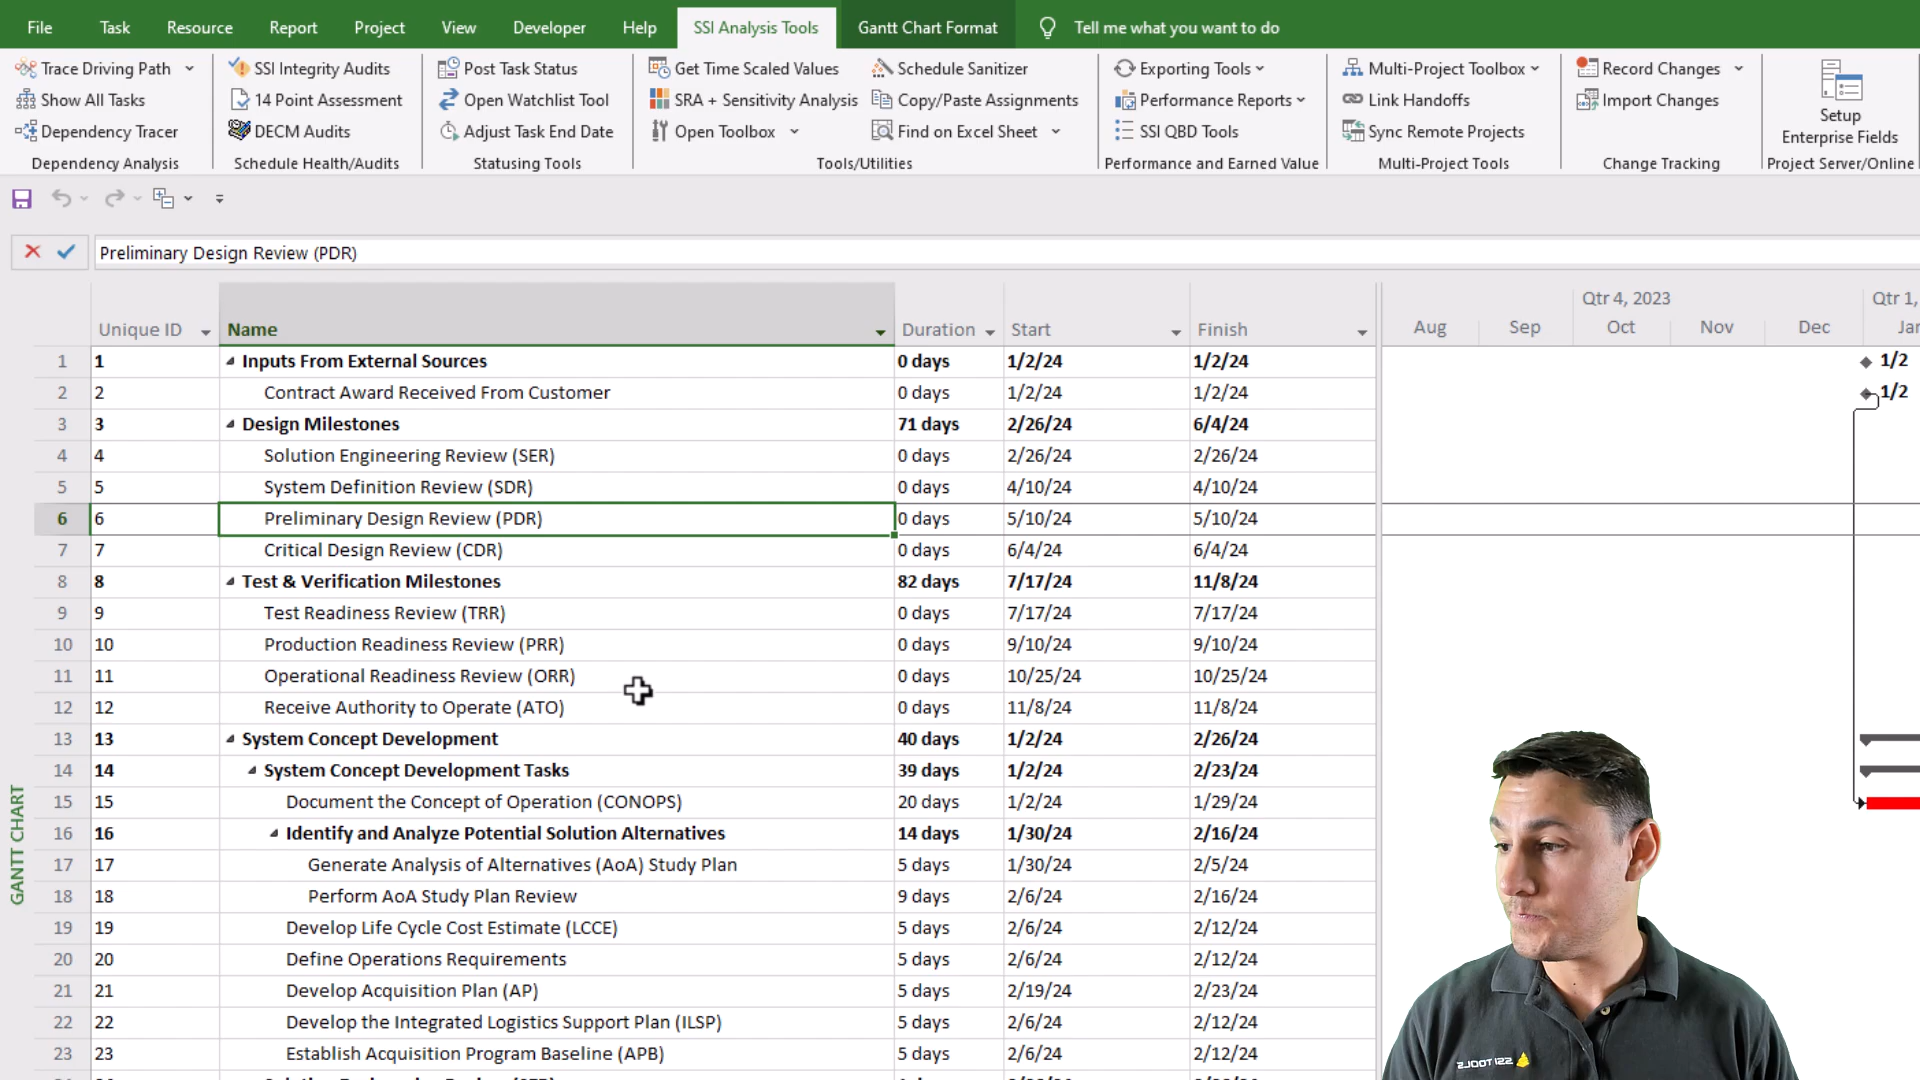 File Task Resource Report Project View Developer Help SSI Analysis Tools Gantt Chart Format Tell me what you want to do
Trace Driving Path SSI Integrity Audits Post Task Status Get Time Scaled Values Schedule Sanitizer Exporting Tools Multi-Project Toolbox Record Changes
Show All Tasks 14 Point Assessment Open Watchlist Tool SRA + Sensitivity Analysis Copy/Paste Assignments Performance Reports Link Handoffs Import Changes Setup
Dependency Tracer DECM Audits Adjust Task End Date Open Toolbox Find on Excel Sheet SSI QBD Tools Sync Remote Projects Enterprise Fields
Dependency Analysis Schedule Health/Audits Statusing Tools Tools/Utilities Performance and Earned Value Multi-Project Tools Change Tracking Project Server/Online
Preliminary Design Review (PDR)
Qtr 4, 2023 Qtr 1,
Unique ID Name Duration Start Finish Aug Sep Oct Nov Dec Jan
1 1 Inputs From External Sources 0 days 1/2/24 1/2/24 1/2
2 2 Contract Award Received From Customer 0 days 1/2/24 1/2/24 1/2
3 3 Design Milestones 71 days 2/26/24 6/4/24
4 4 Solution Engineering Review (SER) 0 days 2/26/24 2/26/24
5 5 System Definition Review (SDR) 0 days 4/10/24 4/10/24
6 6 Preliminary Design Review (PDR) 0 days 5/10/24 5/10/24
7 7 Critical Design Review (CDR) 0 days 6/4/24 6/4/24
8 8 Test & Verification Milestones 82 days 7/17/24 11/8/24
9 9 Test Readiness Review (TRR) 0 days 7/17/24 7/17/24
10 10 Production Readiness Review (PRR) 0 days 9/10/24 9/10/24
11 11 Operational Readiness Review (ORR) 0 days 10/25/24 10/25/24
12 12 Receive Authority to Operate (ATO) 0 days 11/8/24 11/8/24
13 13 System Concept Development 40 days 1/2/24 2/26/24
14 14 System Concept Development Tasks 39 days 1/2/24 2/23/24
15 15 Document the Concept of Operation (CONOPS) 20 days 1/2/24 1/29/24
16 16 Identify and Analyze Potential Solution Alternatives 14 days 1/30/24 2/16/24
17 17 Generate Analysis of Alternatives (AoA) Study Plan 5 days 1/30/24 2/5/24
18 18 Perform AoA Study Plan Review 9 days 2/6/24 2/16/24
19 19 Develop Life Cycle Cost Estimate (LCCE) 5 days 2/6/24 2/12/24
20 20 Define Operations Requirements 5 days 2/6/24 2/12/24
21 21 Develop Acquisition Plan (AP) 5 days 2/19/24 2/23/24
22 22 Develop the Integrated Logistics Support Plan (ILSP) 5 days 2/6/24 2/12/24
23 23 Establish Acquisition Program Baseline (APB) 5 days 2/6/24 2/12/24
GANTT CHART
SSI TOOLS